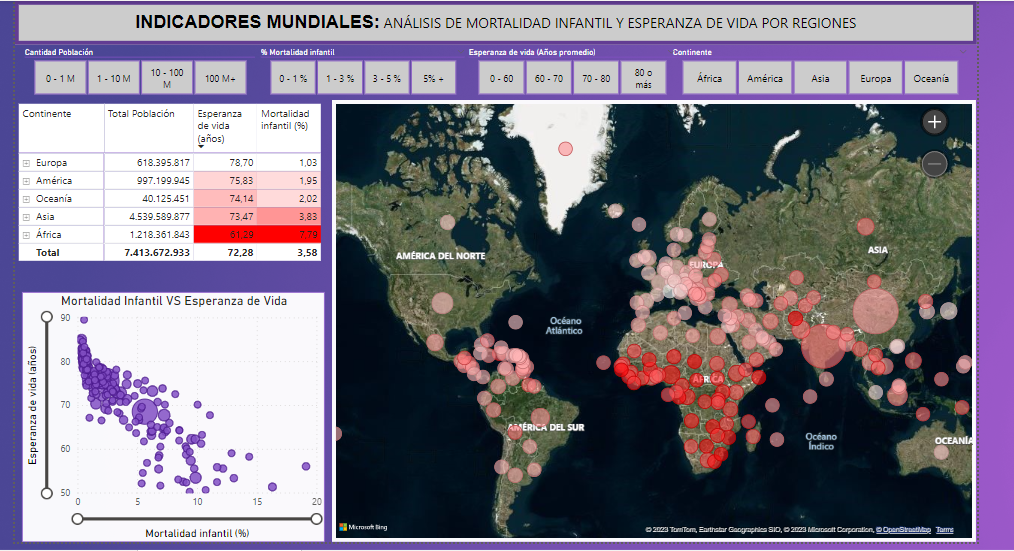 INDICADORES MUNDIALES: ANÁLISIS DE MORTALIDAD INFANTIL Y ESPERANZA DE VIDA POR REGIONES
Cantidad Población
0 - 1 M
1 - 10 M
10 - 100
M
100 M+
% Mortalidad infantil
0 - 1 %
1 - 3 %
3 - 5 %
5% +
Esperanza de vida (Años promedio)
0 - 60
60 - 70
70 - 80
80 o
más
Continente
África
América
Asia
Europa
Oceanía
Continente Total Población Esperanza Mortalidad
de vida infantil (%)
(años)
Europa 618.395.817 78,70 1,03
América 997.199.945 75,83 1,95
Oceanía 40.125.451 74,14 2,02
Asia 4.539.589.877 73,47 3,83
África 1.218.361.843 61,29 7,79
Total 7.413.672.933 72,28 3,58
Mortalidad Infantil VS Esperanza de Vida
Esperanza de vida (años)
90
80
70
60
50
0 5 10 15 20
Mortalidad infantil (%)
+
−
AMÉRICA DEL NORTE
EUROPA
ASIA
Océano
Atlántico
ÁFRICA
AMÉRICA DEL SUR
Océano
Índico
OCEANÍA
Microsoft Bing
© 2023 TomTom, Earthstar Geographics SIO, © 2023 Microsoft Corporation, © OpenStreetMap Terms